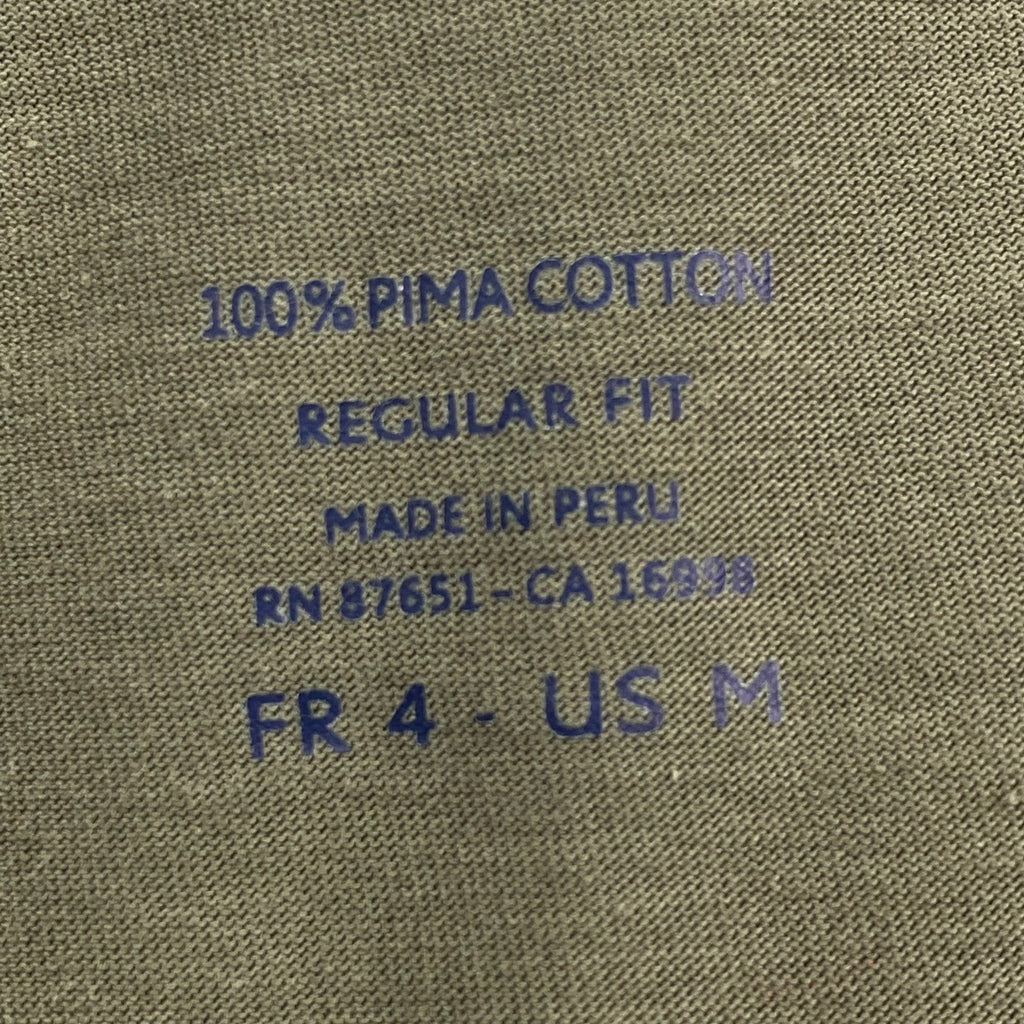 100% PIMA COTTON
REGULAR FIT
MADE IN PERU
RN 87651 - CA 16998
FR 4 - US M